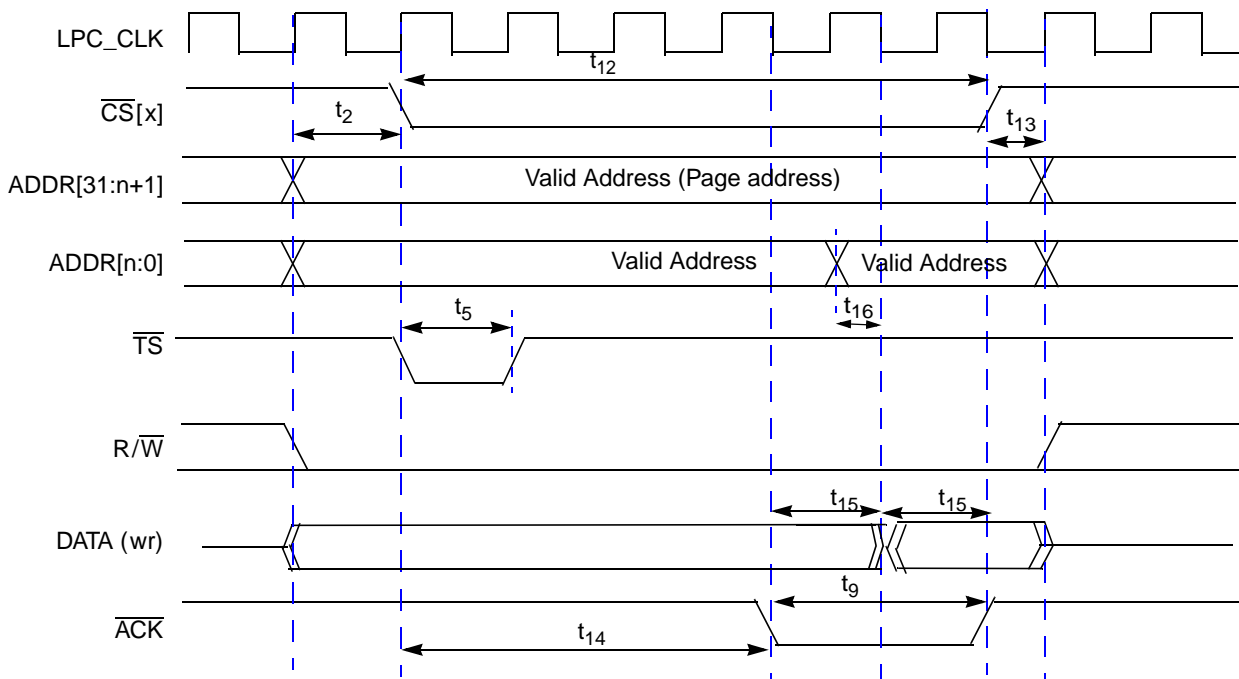 LPC_CLK
t12
CS[x]
t2
t13
ADDR[31:n+1]
Valid Address (Page address)
ADDR[n:0]
Valid Address
Valid Address
t5
t16
TS
R/W
t15
t15
DATA (wr)
t9
ACK
t14